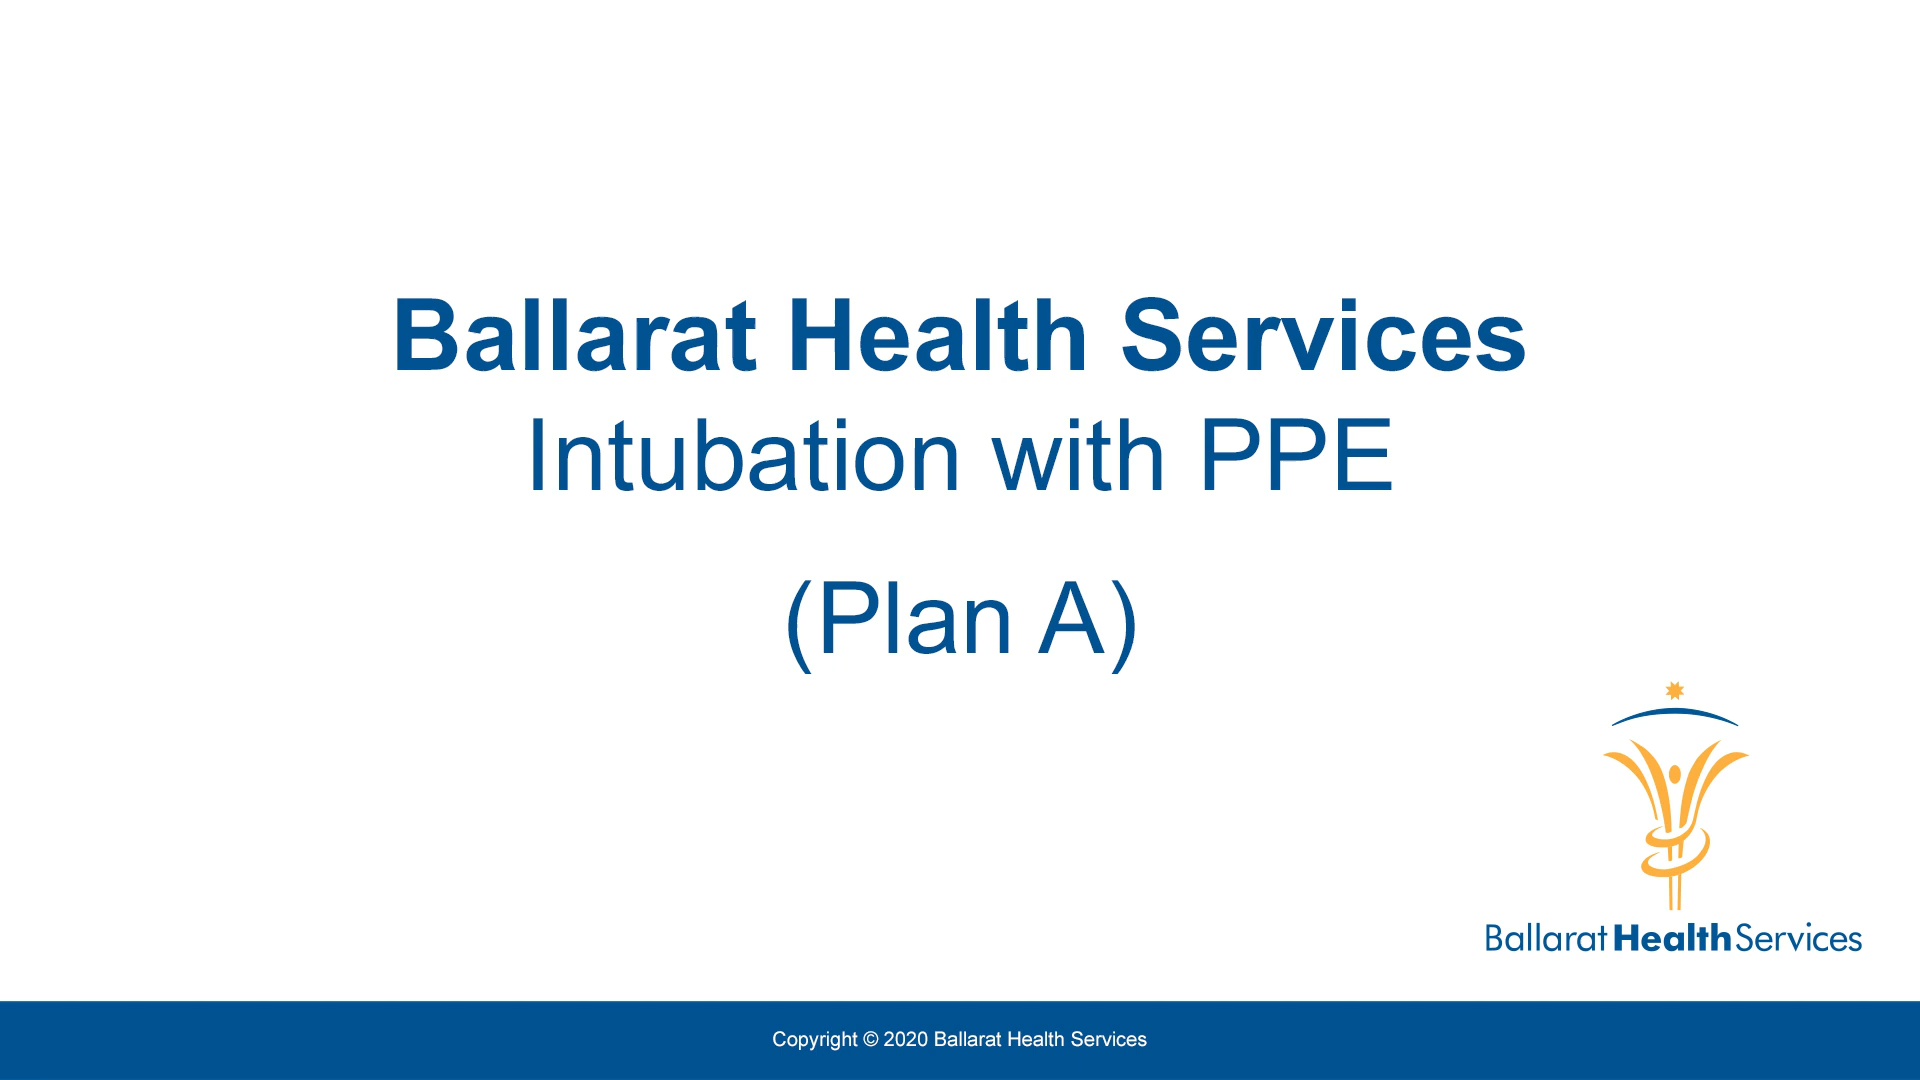 Ballarat Health Services
Intubation with PPE
(Plan A)
Ballarat Health Services
Copyright © 2020 Ballarat Health Services